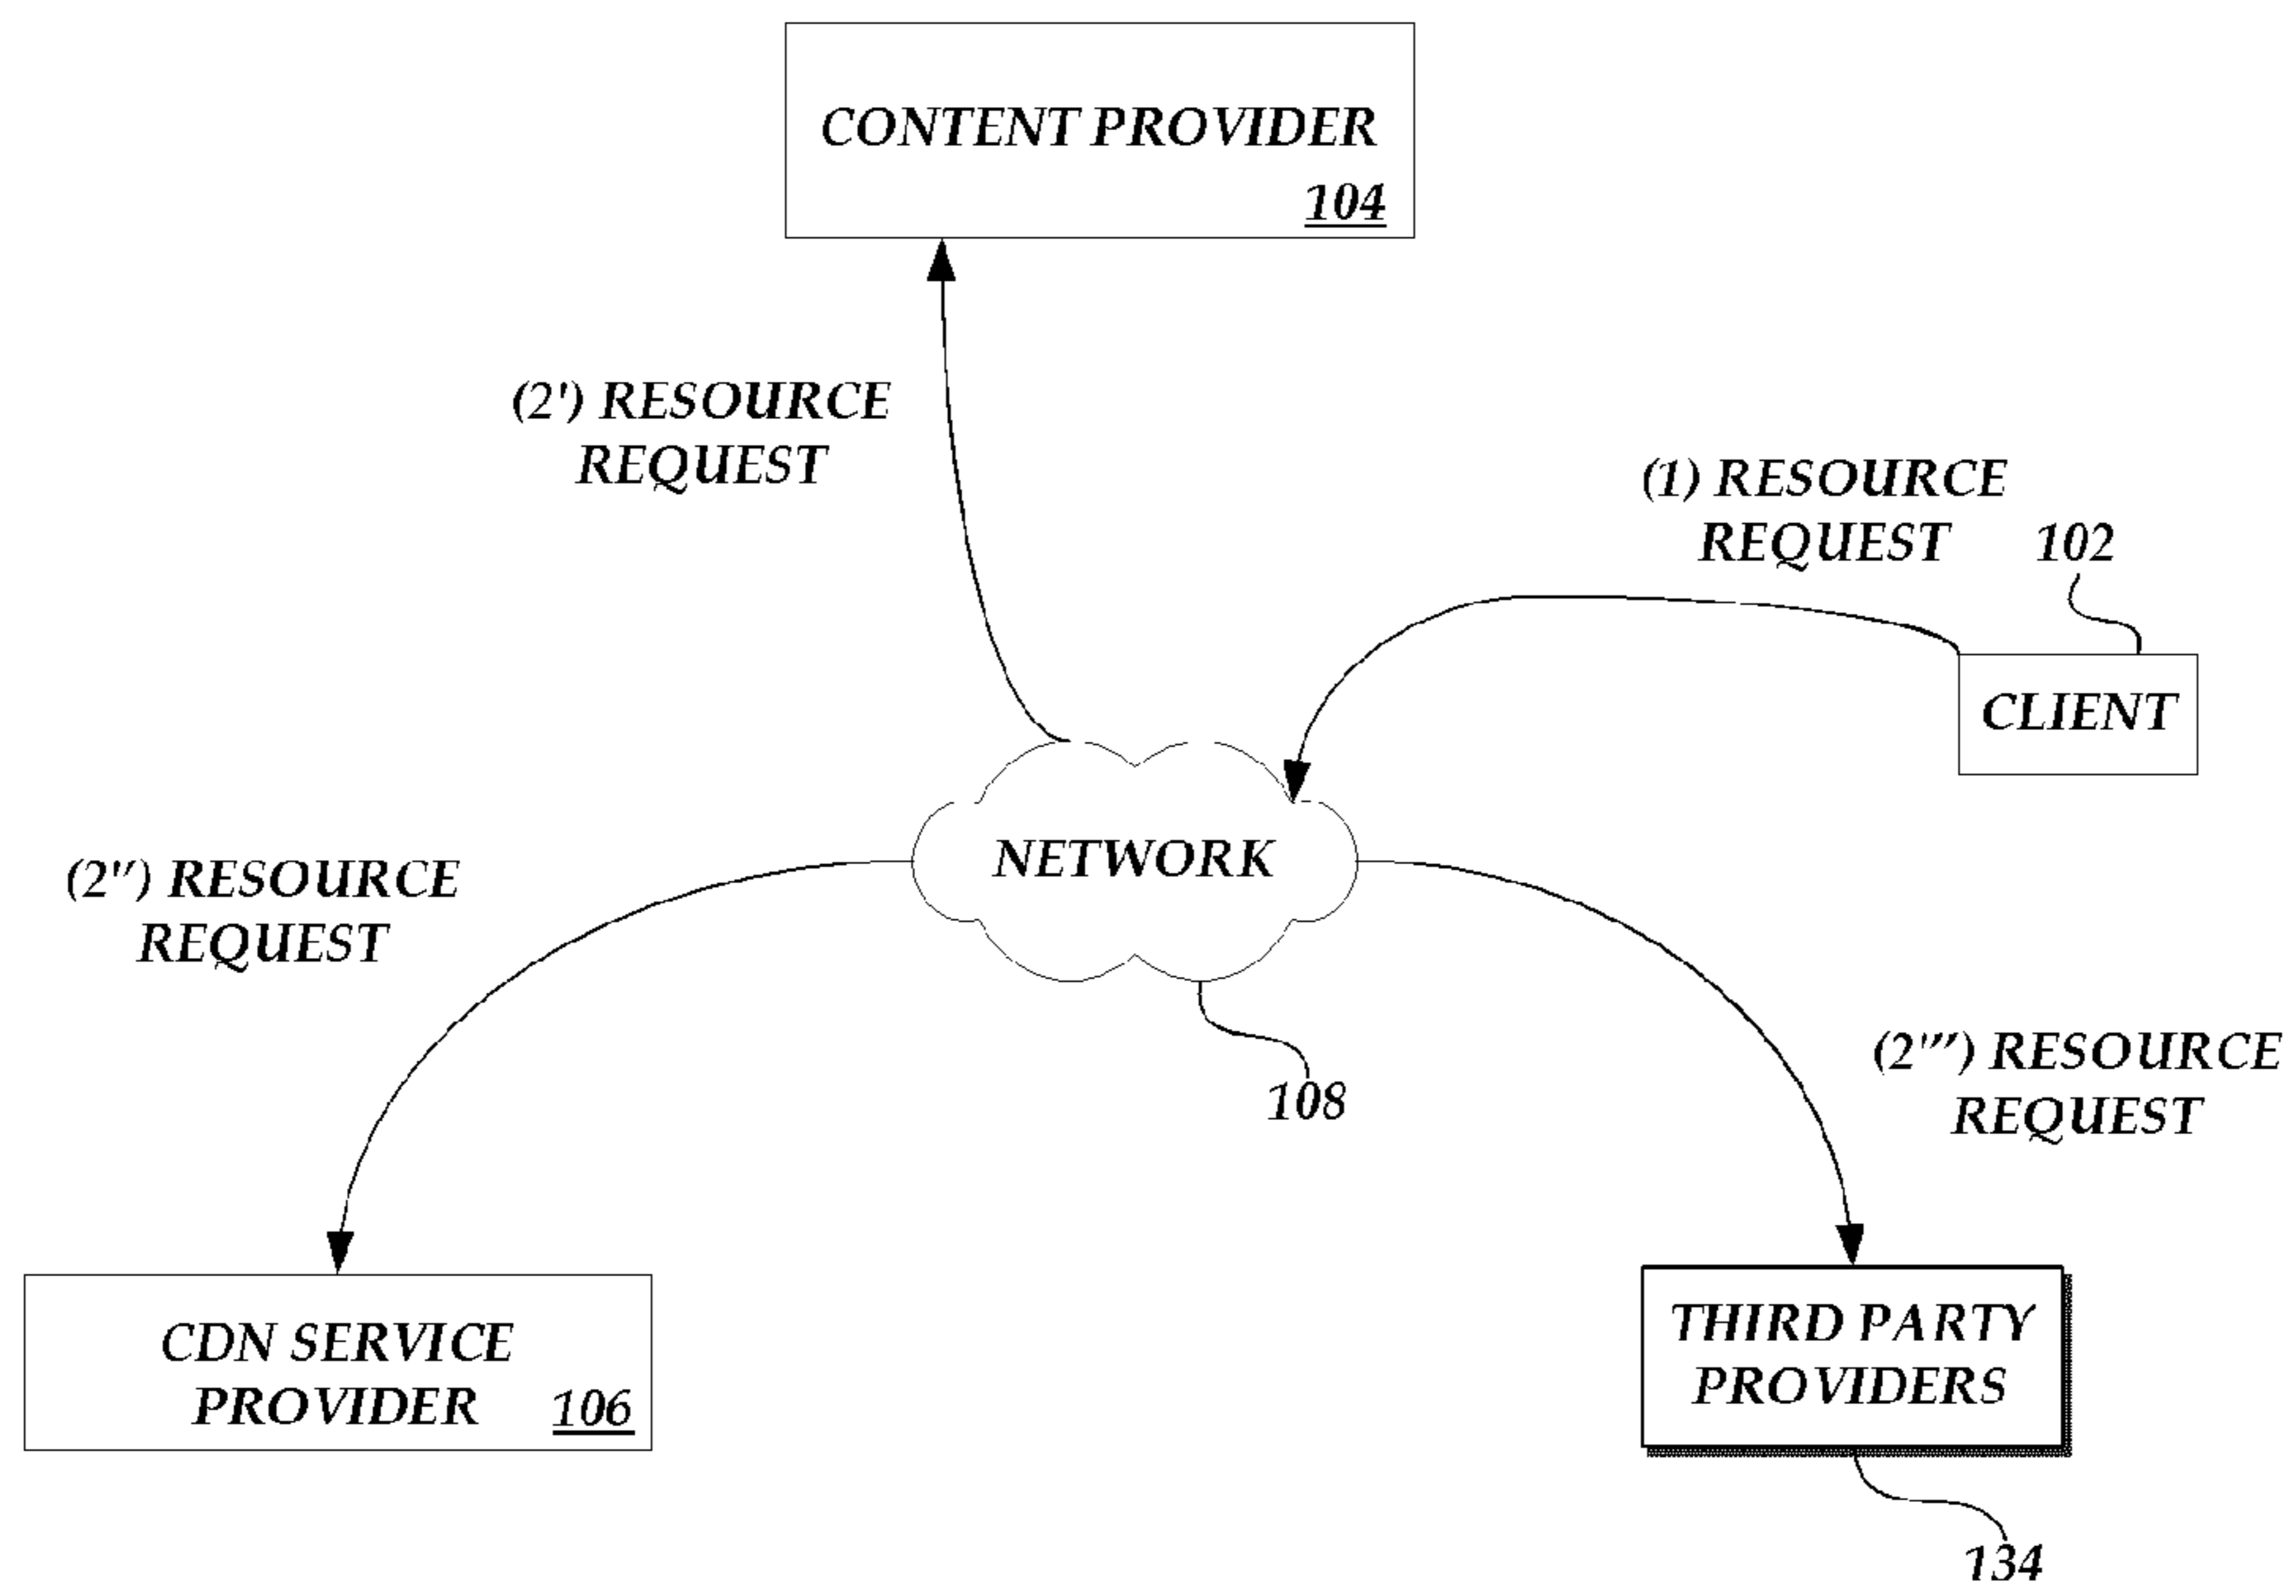 CONTENT PROVIDER
104
(2') RESOURCE
REQUEST
(1) RESOURCE
REQUEST
102
CLIENT
NETWORK
(2'') RESOURCE
REQUEST
108
(2''') RESOURCE
REQUEST
CDN SERVICE
PROVIDER
106
THIRD PARTY
PROVIDERS
134